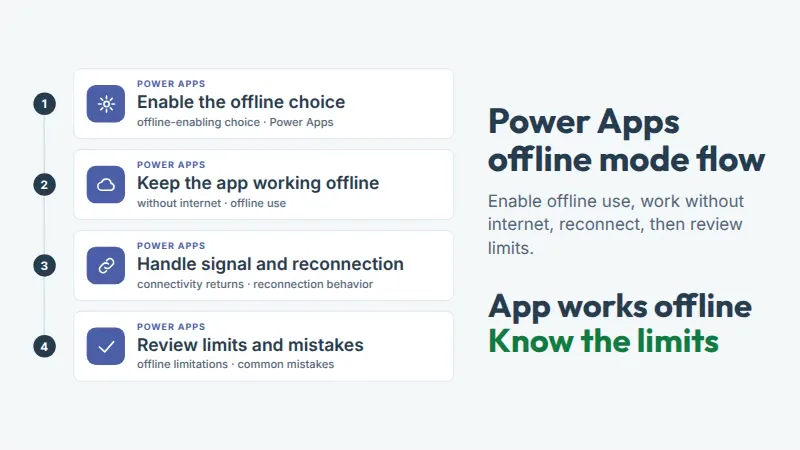 1
POWER APPS
Enable the offline choice
offline-enabling choice · Power Apps
2
POWER APPS
Keep the app working offline
without internet · offline use
3
POWER APPS
Handle signal and reconnection
connectivity returns · reconnection behavior
4
POWER APPS
Review limits and mistakes
offline limitations · common mistakes
Power Apps
offline mode flow
Enable offline use, work without
internet, reconnect, then review
limits.
App works offline
Know the limits